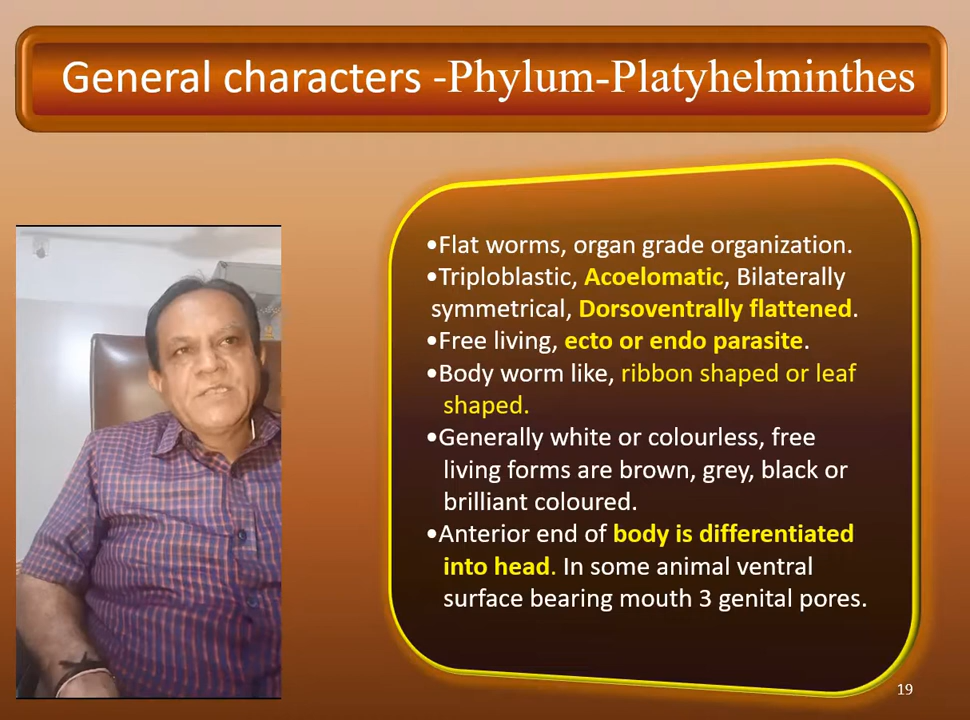 General characters -Phylum-Platyhelminthes
•Flat worms, organ grade organization.
•Triploblastic, Acoelomatic, Bilaterally
symmetrical, Dorsoventrally flattened.
•Free living, ecto or endo parasite.
•Body worm like, ribbon shaped or leaf
shaped.
•Generally white or colourless, free
living forms are brown, grey, black or
brilliant coloured.
•Anterior end of body is differentiated
into head. In some animal ventral
surface bearing mouth 3 genital pores.
19